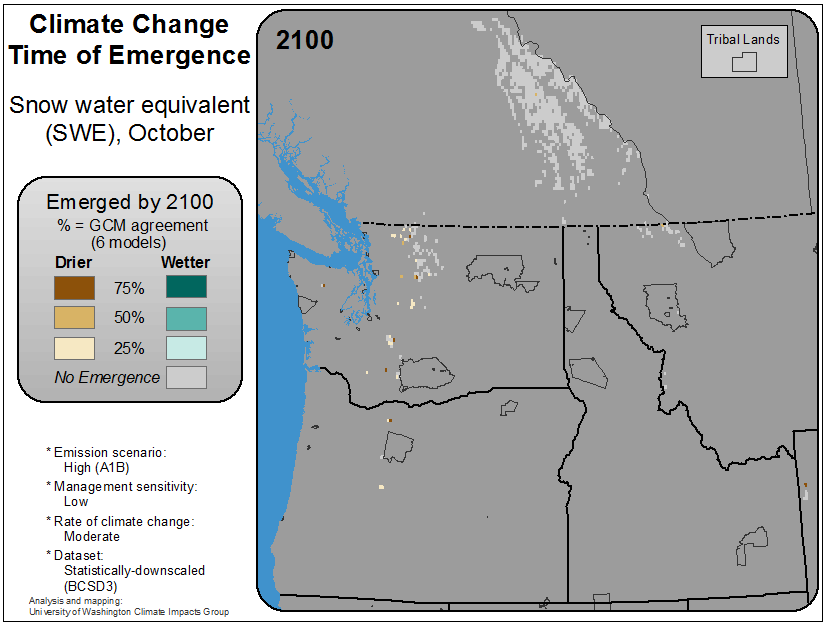 Climate Change
Time of Emergence
Snow water equivalent
(SWE), October
Emerged by 2100
% = GCM agreement
(6 models)
Drier Wetter
75%
50%
25%
No Emergence
* Emission scenario:
High (A1B)
* Management sensitivity:
Low
* Rate of climate change:
Moderate
* Dataset:
Statistically-downscaled
(BCSD3)
Analysis and mapping:
University of Washington Climate Impacts Group
2100
Tribal Lands